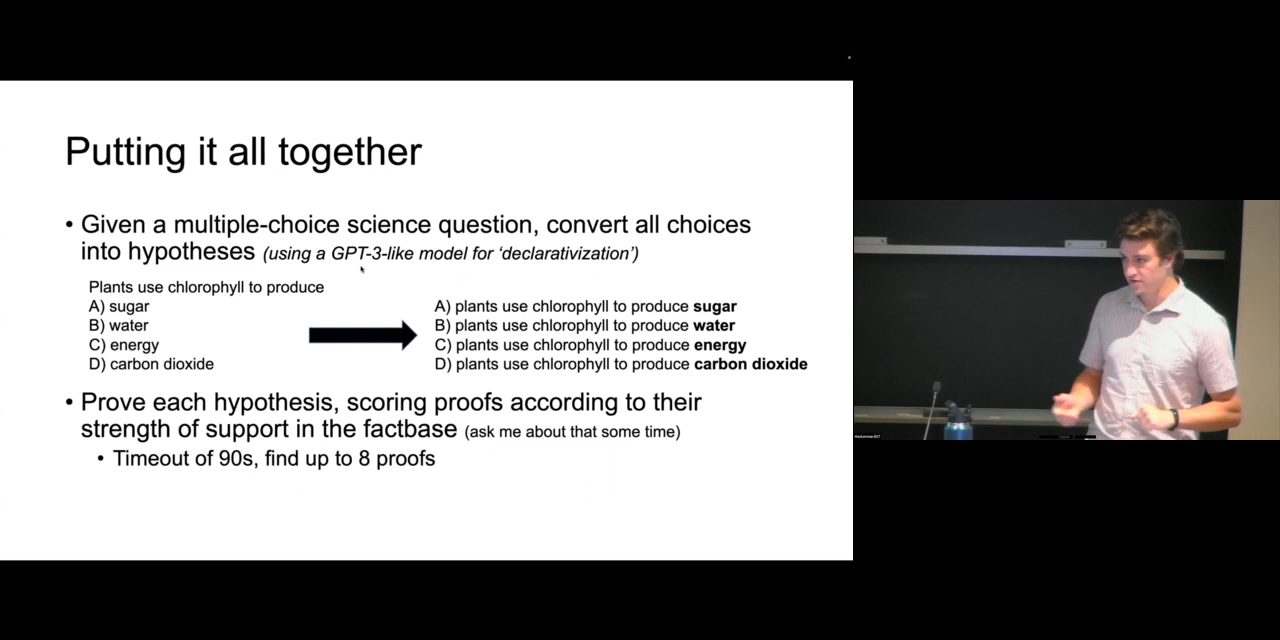 Putting it all together
• Given a multiple-choice science question, convert all choices
into hypotheses (using a GPT-3-like model for ‘declarativization’)
Plants use chlorophyll to produce
A) sugar
B) water
C) energy
D) carbon dioxide
A) plants use chlorophyll to produce sugar
B) plants use chlorophyll to produce water
C) plants use chlorophyll to produce energy
D) plants use chlorophyll to produce carbon dioxide
• Prove each hypothesis, scoring proofs according to their
strength of support in the factbase (ask me about that some time)
• Timeout of 90s, find up to 8 proofs